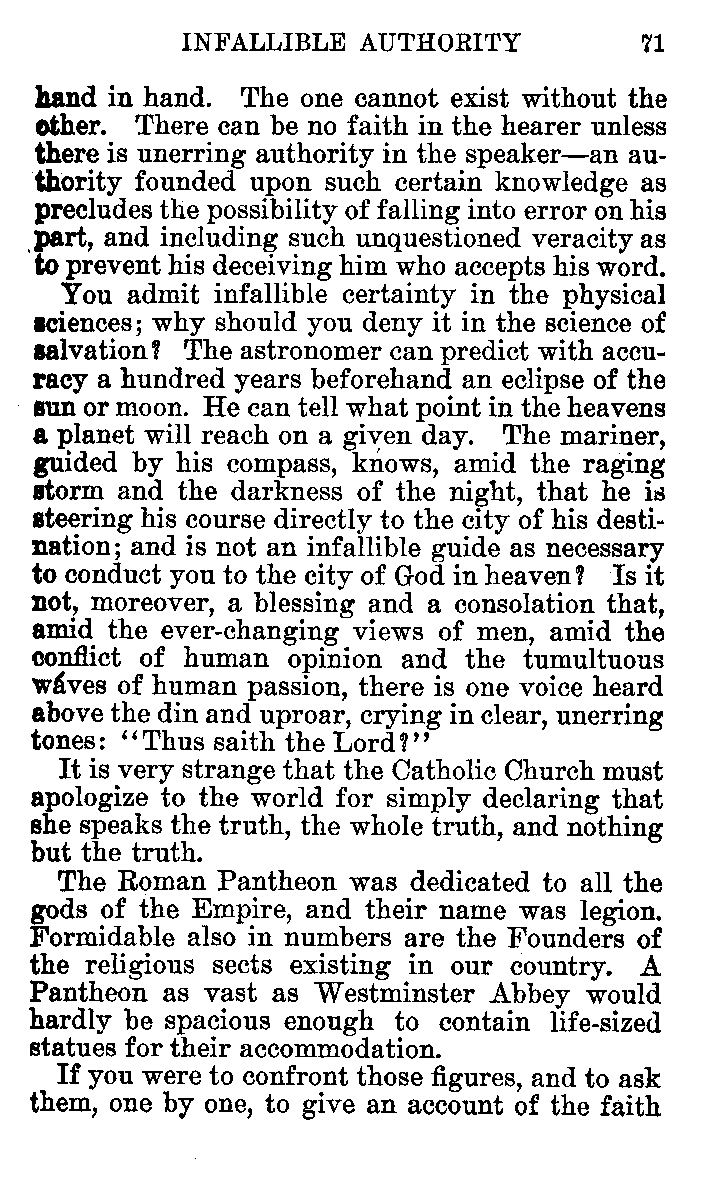 INFALLIBLE AUTHORITY 71
hand in hand. The one cannot exist without the
other. There can be no faith in the hearer unless
there is unerring authority in the speaker—an au-
thority founded upon such certain knowledge as
precludes the possibility of falling into error on his
part, and including such unquestioned veracity as
to prevent his deceiving him who accepts his word.
You admit infallible certainty in the physical
sciences; why should you deny it in the science of
salvation? The astronomer can predict with accu-
racy a hundred years beforehand an eclipse of the
sun or moon. He can tell what point in the heavens
a planet will reach on a given day. The mariner,
guided by his compass, knows, amid the raging
storm and the darkness of the night, that he is
steering his course directly to the city of his desti-
nation; and is not an infallible guide as necessary
to conduct you to the city of God in heaven? Is it
not, moreover, a blessing and a consolation that,
amid the ever-changing views of men, amid the
conflict of human opinion and the tumultuous
waves of human passion, there is one voice heard
above the din and uproar, crying in clear, unerring
tones: "Thus saith the Lord?"
It is very strange that the Catholic Church must
apologize to the world for simply declaring that
she speaks the truth, the whole truth, and nothing
but the truth.
The Roman Pantheon was dedicated to all the
gods of the Empire, and their name was legion.
Formidable also in numbers are the Founders of
the religious sects existing in our country. A
Pantheon as vast as Westminster Abbey would
hardly be spacious enough to contain life-sized
statues for their accommodation.
If you were to confront those figures, and to ask
them, one by one, to give an account of the faith